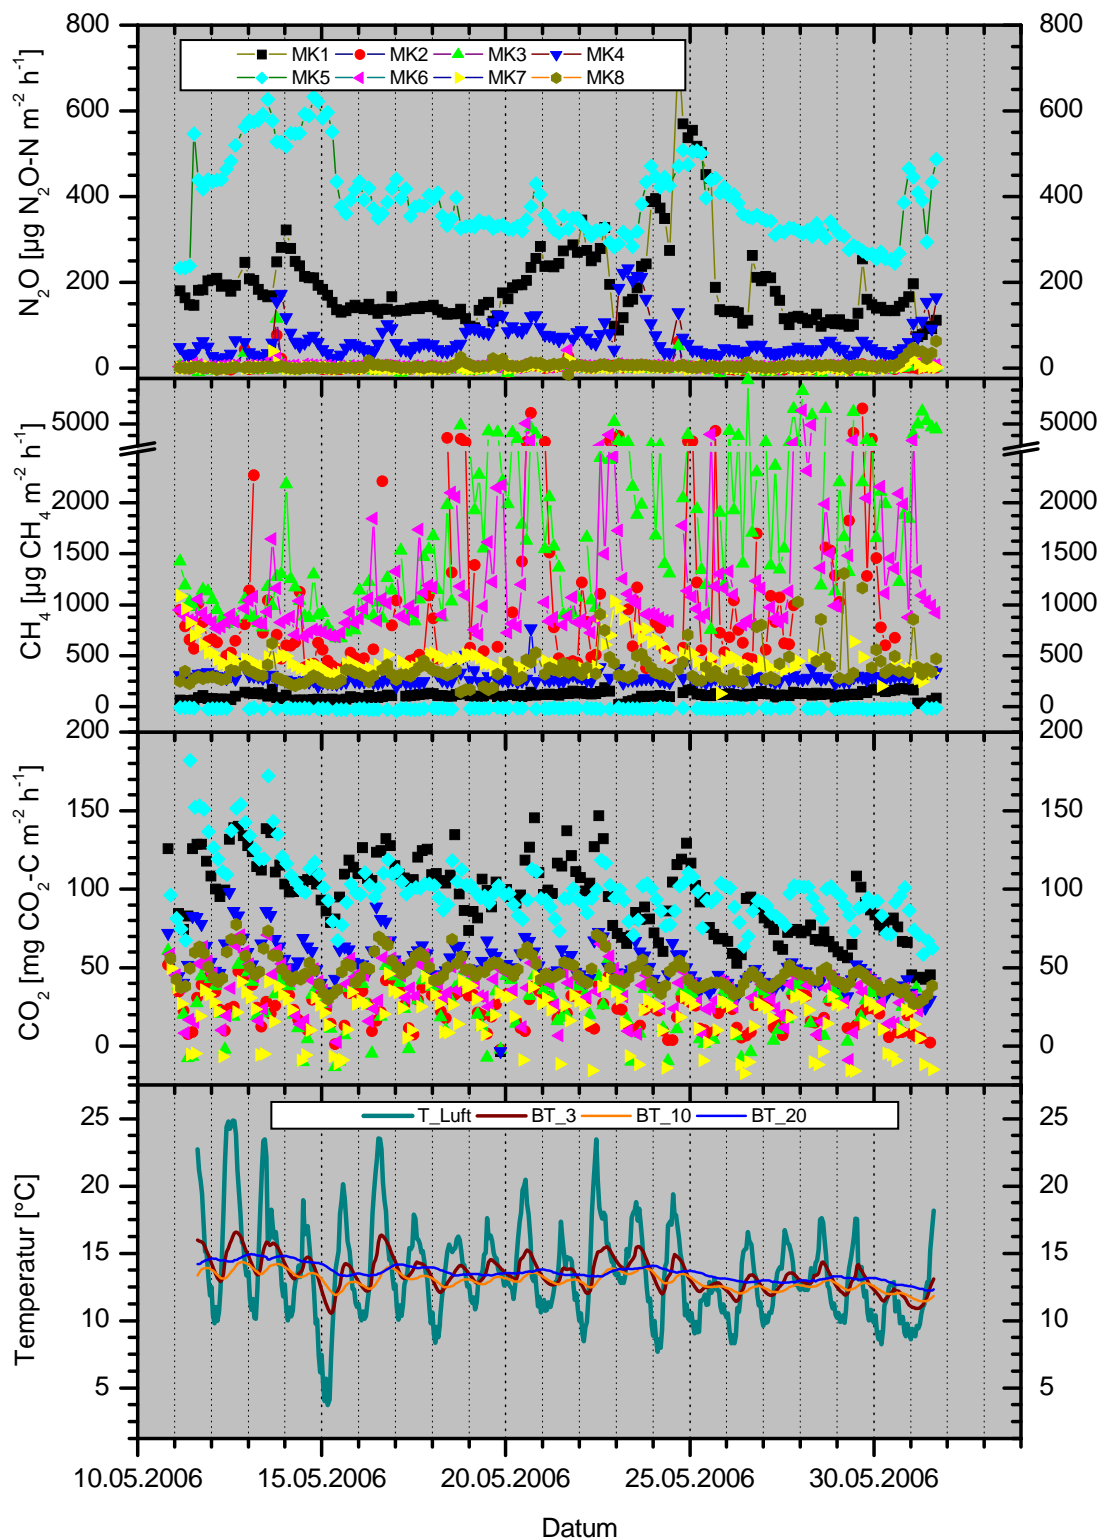 800 800
N₂O [µg N₂O-N m⁻² h⁻¹]
MK1 MK2 MK3 MK4
MK5 MK6 MK7 MK8
600 600
400 400
200 200
0 0
CH₄ [µg CH₄ m⁻² h⁻¹]
5000 5000
2000 2000
1500 1500
1000 1000
500 500
0 0
200 200
CO₂ [mg CO₂-C m⁻² h⁻¹]
150 150
100 100
50 50
0 0
Temperatur [°C]
T_Luft BT_3 BT_10 BT_20
25 25
20 20
15 15
10 10
5 5
10.05.2006 15.05.2006 20.05.2006 25.05.2006 30.05.2006
Datum